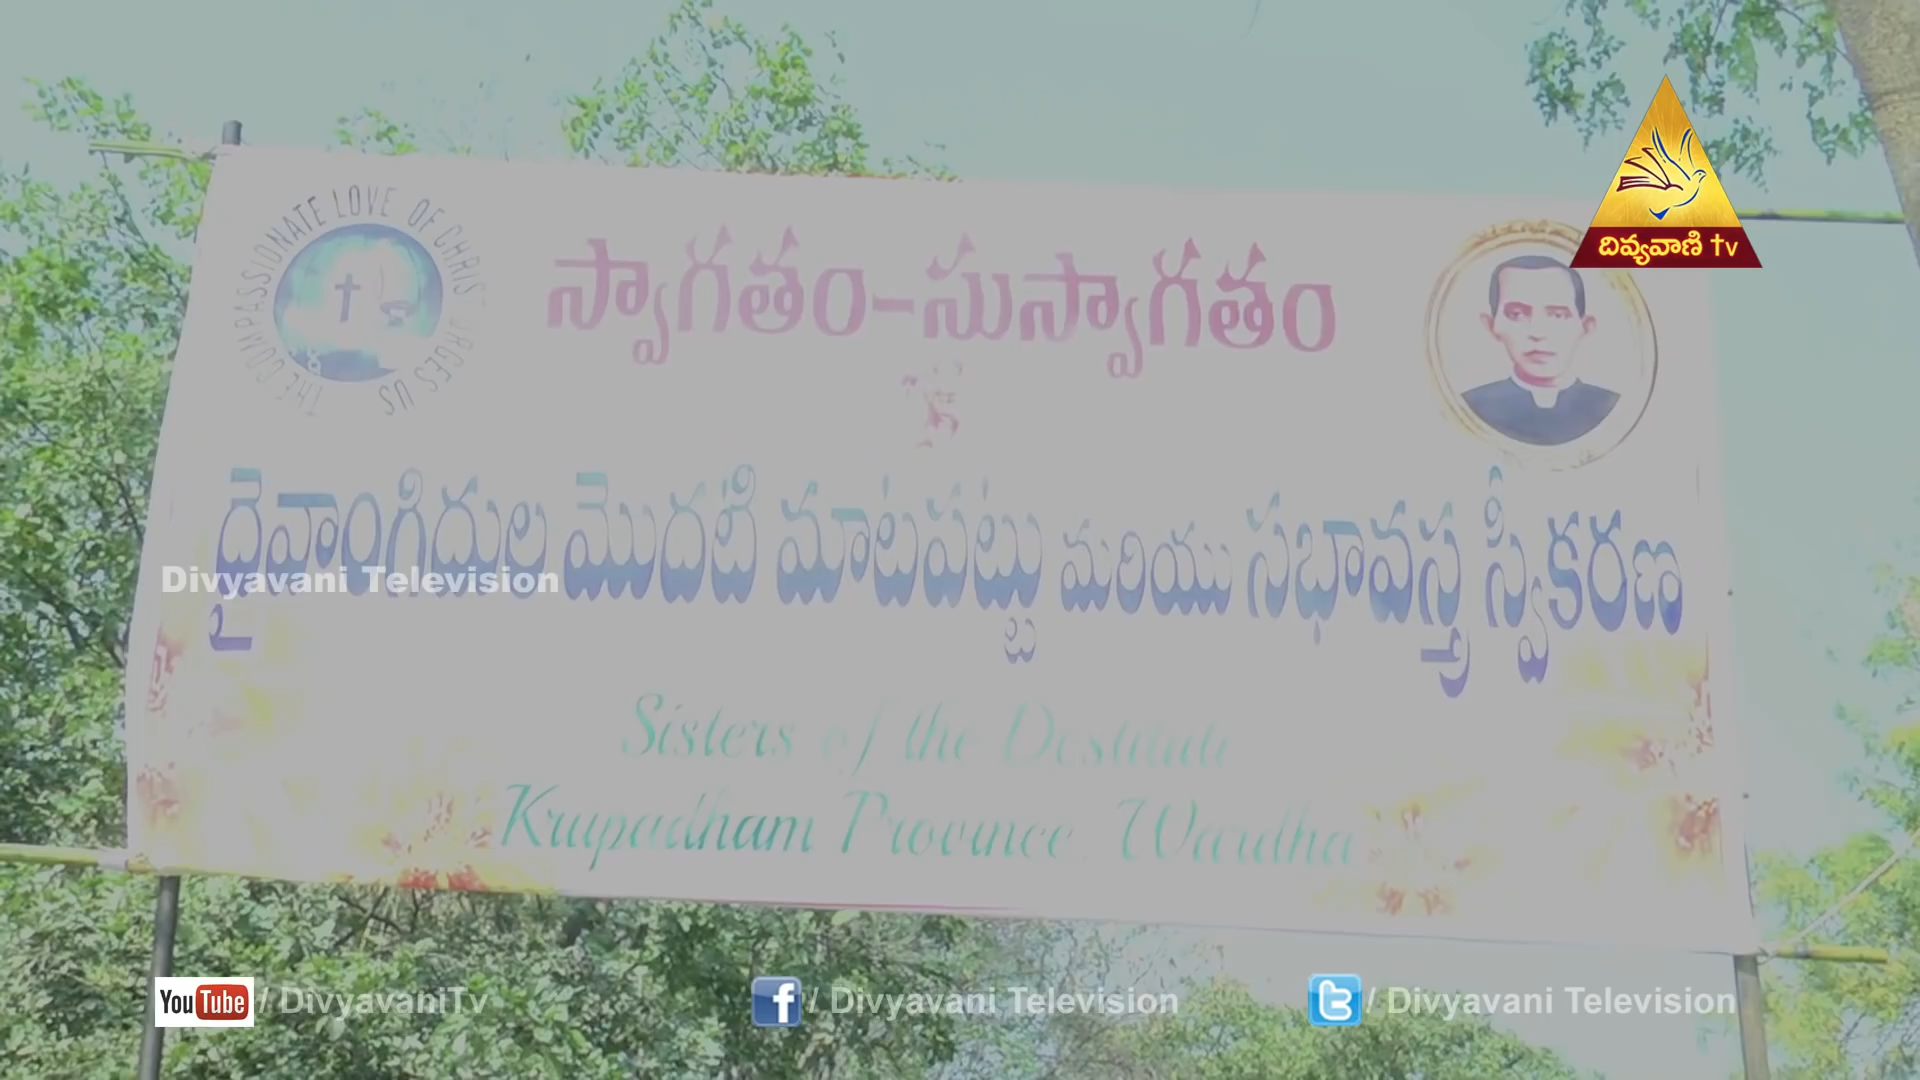 THE COMPASSIONATE LOVE OF CHRIST URGES US
స్వాగతం-సుస్వాగతం
దివ్యవాణి tv
దైవాంగిదుల మొదటి మాటపట్టు మరియు సభావస్త్ర స్వీకరణ
Divyavani Television
Sisters of the Destitute
Krupadham Province, Wardha
YouTube / DivyavaniTv
f / Divyavani Television
t / Divyavani Television